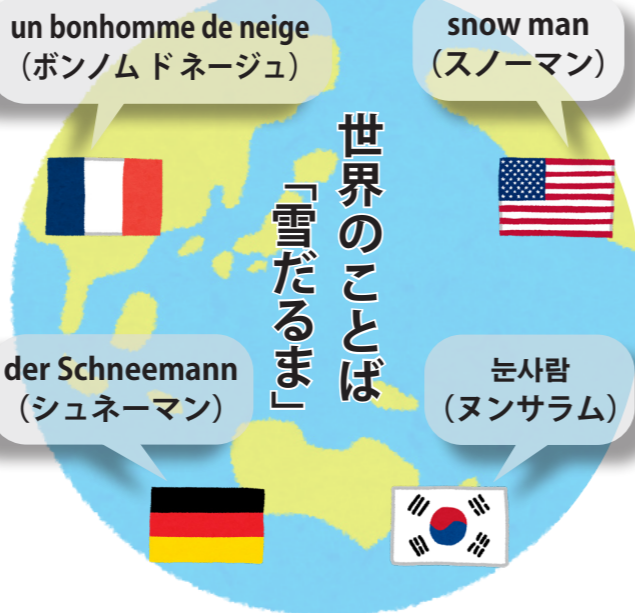 un bonhomme de neige
（ボンノム ド ネージュ）
snow man
（スノーマン）
世界のことば
「雪だるま」
der Schneemann
（シュネーマン）
눈사람
（ヌンサラム）